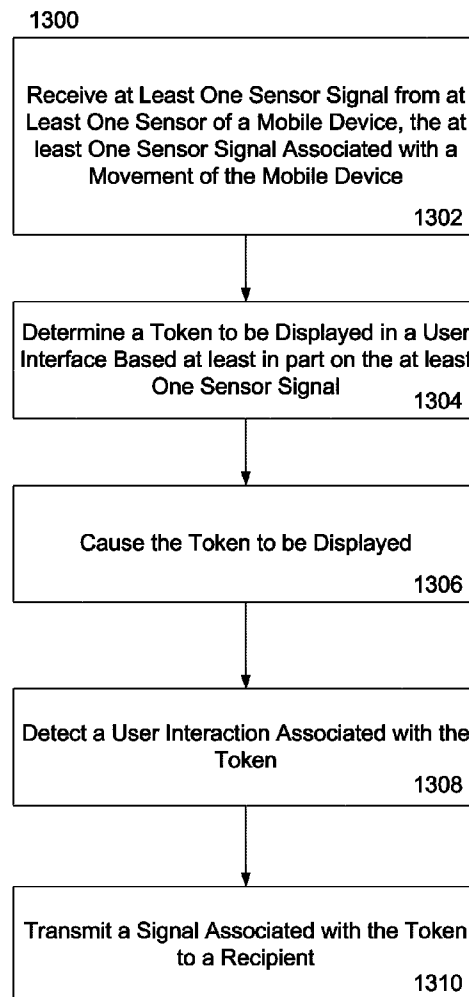 1300
Receive at Least One Sensor Signal from at
Least One Sensor of a Mobile Device, the at
least One Sensor Signal Associated with a
Movement of the Mobile Device
1302
Determine a Token to be Displayed in a User
Interface Based at least in part on the at least
One Sensor Signal
1304
Cause the Token to be Displayed
1306
Detect a User Interaction Associated with the
Token
1308
Transmit a Signal Associated with the Token
to a Recipient
1310